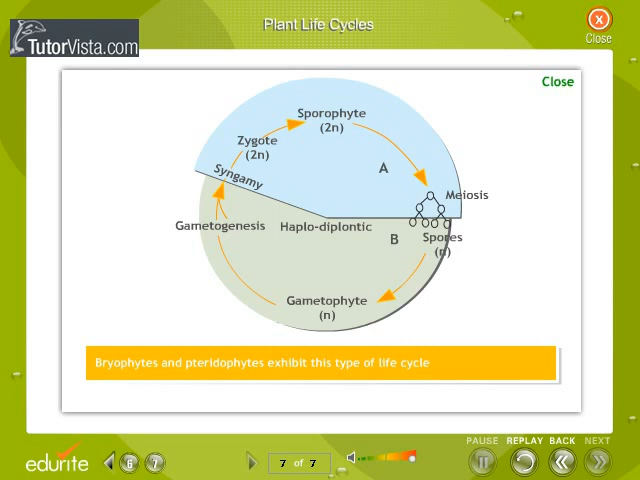 Plant Life Cycles
TutorVista.com
Close
Close
Sporophyte
(2n)
Zygote
(2n)
A
Syngamy
Meiosis
Gametogenesis
Haplo-diplontic
B
Spores
(n)
Gametophyte
(n)
Bryophytes and pteridophytes exhibit this type of life cycle
PAUSE REPLAY BACK NEXT
edurite
6 7
7 of 7